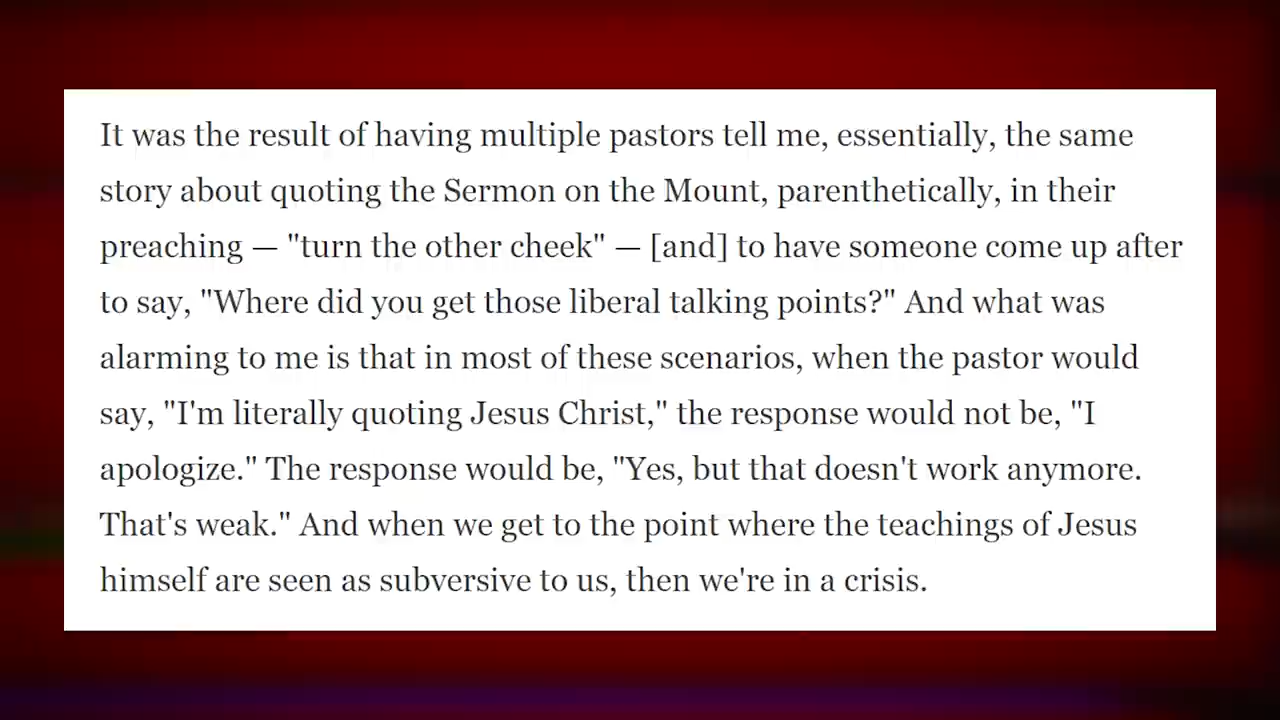 It was the result of having multiple pastors tell me, essentially, the same
story about quoting the Sermon on the Mount, parenthetically, in their
preaching — "turn the other cheek" — [and] to have someone come up after
to say, "Where did you get those liberal talking points?" And what was
alarming to me is that in most of these scenarios, when the pastor would
say, "I'm literally quoting Jesus Christ," the response would not be, "I
apologize." The response would be, "Yes, but that doesn't work anymore.
That's weak." And when we get to the point where the teachings of Jesus
himself are seen as subversive to us, then we're in a crisis.